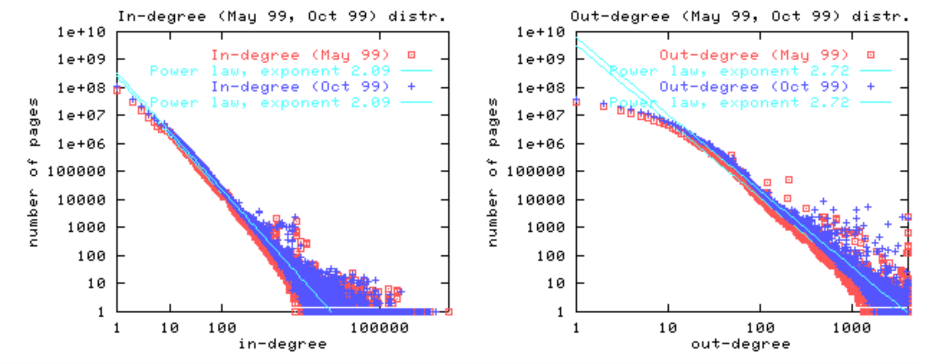 In-degree (May 99, Oct 99) distr.
1e+10
1e+09
1e+08
1e+07
1e+06
100000
10000
1000
100
10
1
number of pages
In-degree (May 99)
Power law, exponent 2.09
In-degree (Oct 99)
Power law, exponent 2.09
1 10 100 100000
in-degree
Out-degree (May 99, Oct 99) distr.
1e+10
1e+09
1e+08
1e+07
1e+06
100000
10000
1000
100
10
1
number of pages
Out-degree (May 99)
Power law, exponent 2.72
Out-degree (Oct 99)
Power law, exponent 2.72
1 10 100 1000
out-degree